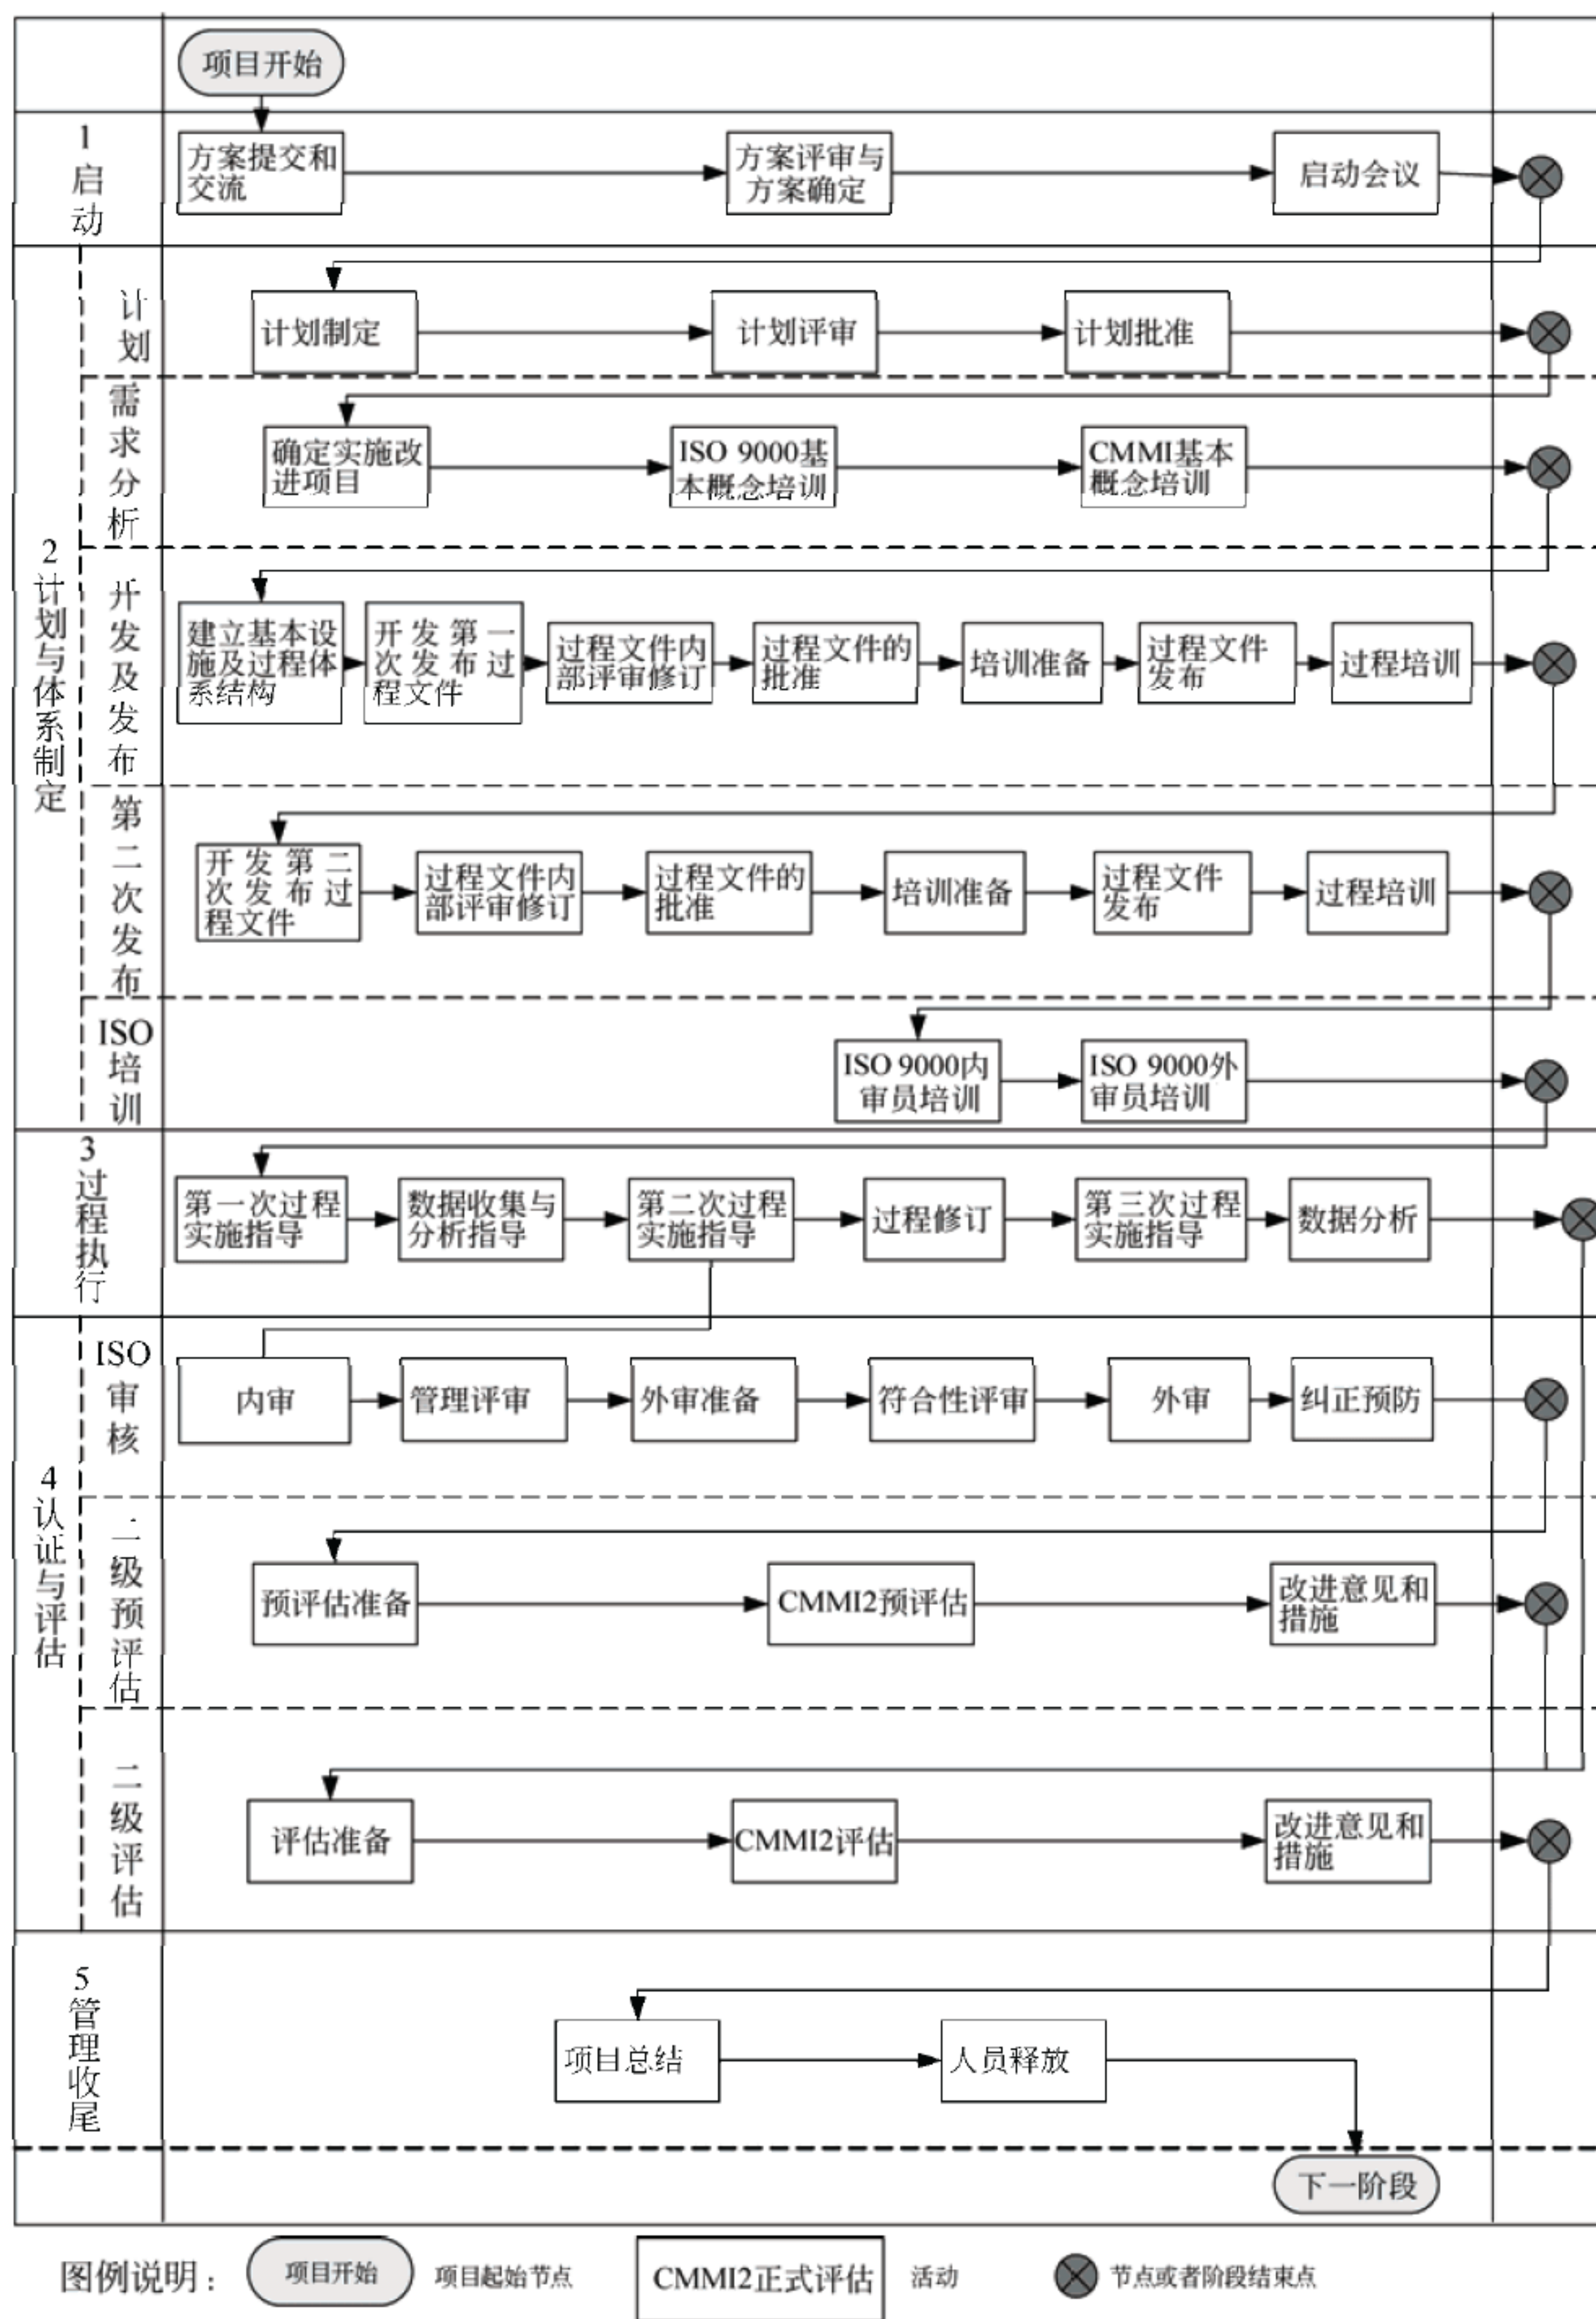 项目开始
1
启
动
方案提交和
交流
方案评审与
方案确定
启动会议
2
计
划
与
体
系
制
定
计
划
计划制定
计划评审
计划批准
需
求
分
析
确定实施改
进项目
ISO 9000基
本概念培训
CMMI基本
概念培训
开
发
及
发
布
建立基本设
施及过程体
系结构
开发第一
次发布过
程文件
过程文件内
部评审修订
过程文件的
批准
培训准备
过程文件
发布
过程培训
第
二
次
发
布
开发第二
次发布过
程文件
过程文件内
部评审修订
过程文件的
批准
培训准备
过程文件
发布
过程培训
ISO
培
训
ISO 9000内
审员培训
ISO 9000外
审员培训
3
过
程
执
行
第一次过程
实施指导
数据收集与
分析指导
第二次过程
实施指导
过程修订
第三次过程
实施指导
数据分析
4
认
证
与
评
估
ISO
审
核
内审
管理评审
外审准备
符合性评审
外审
纠正预防
二
级
预
评
估
预评估准备
CMMI2预评估
改进意见和
措施
二
级
评
估
评估准备
CMMI2评估
改进意见和
措施
5
管
理
收
尾
项目总结
人员释放
下一阶段
图例说明：
项目开始
项目起始节点
CMMI2正式评估
活动
节点或者阶段结束点